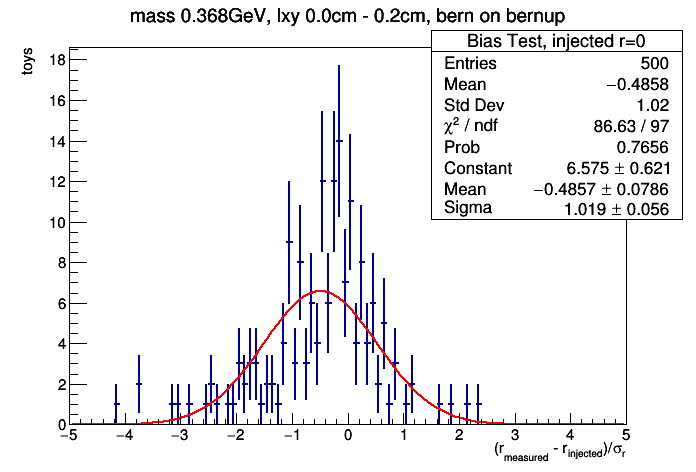 mass 0.368GeV, lxy 0.0cm - 0.2cm, bern on bernup
Bias Test, injected r=0
Entries 500
Mean −0.4858
Std Dev 1.02
χ² / ndf 86.63 / 97
Prob 0.7656
Constant 6.575 ± 0.621
Mean −0.4857 ± 0.0786
Sigma 1.019 ± 0.056
toys
18
16
14
12
10
8
6
4
2
0
−5 −4 −3 −2 −1 0 1 2 3 4 5
(r_measured - r_injected)/σ_r